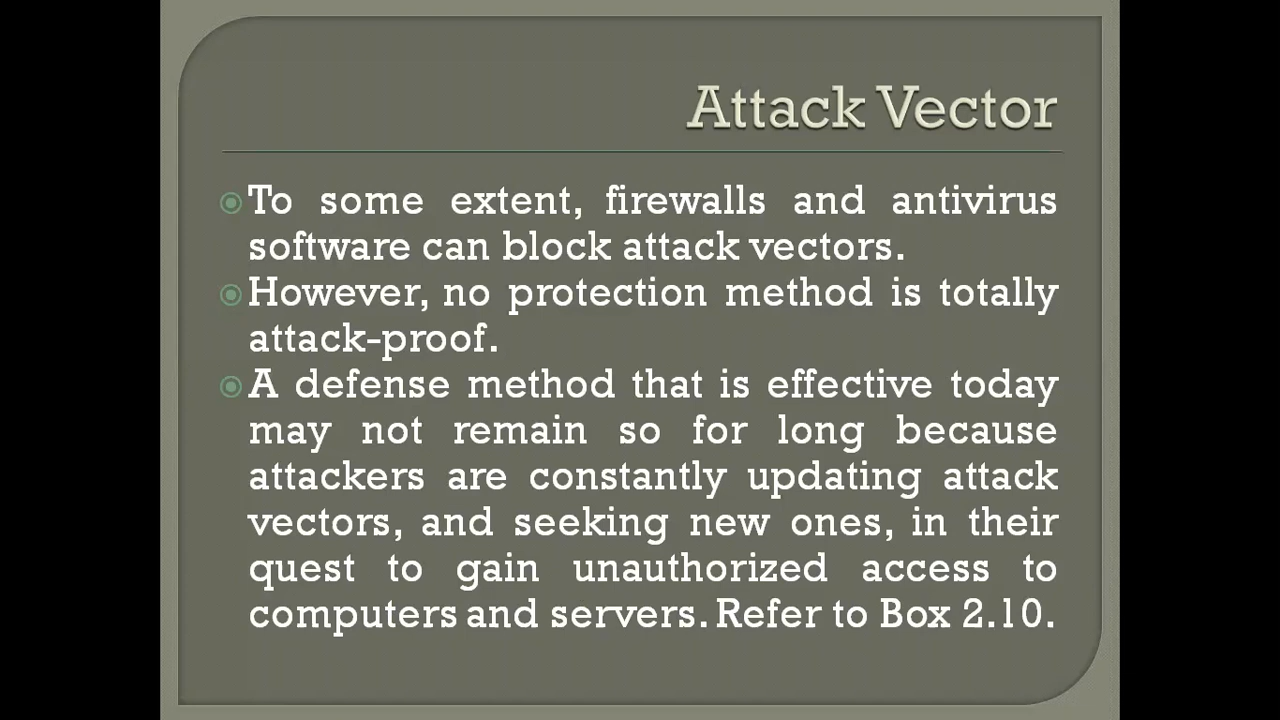 Attack Vector
To some extent, firewalls and antivirus
software can block attack vectors.
However, no protection method is totally
attack-proof.
A defense method that is effective today
may not remain so for long because
attackers are constantly updating attack
vectors, and seeking new ones, in their
quest to gain unauthorized access to
computers and servers. Refer to Box 2.10.